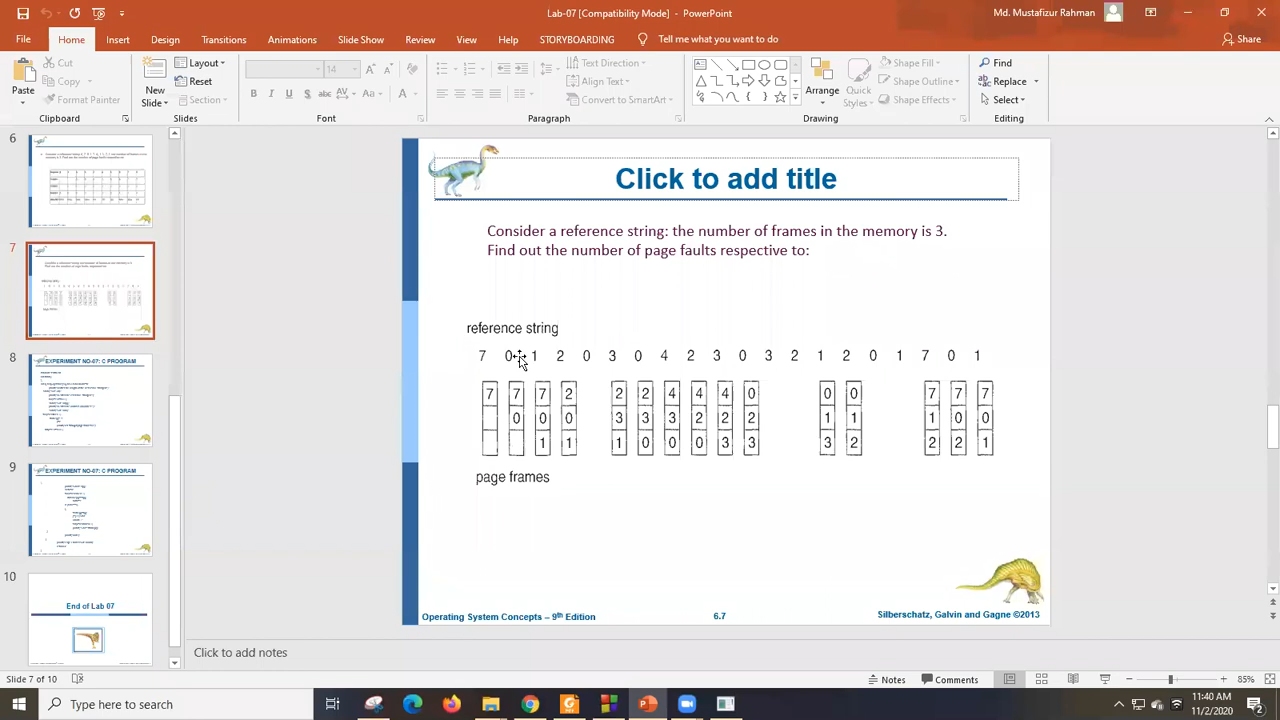 Lab-07 [Compatibility Mode] - PowerPoint
Md. Mustafizur Rahman
File Home Insert Design Transitions Animations Slide Show Review View Help STORYBOARDING Tell me what you want to do Share
Cut Layout 14 Text Direction Shape Fill Find
Copy Reset Align Text Shape Outline Replace
Paste Format Painter New Slide Section Convert to SmartArt Arrange Quick Styles Shape Effects Select
Clipboard Slides Font Paragraph Drawing Editing
6
7
8
EXPERIMENT NO-07: C PROGRAM
9
EXPERIMENT NO-07: C PROGRAM
10
End of Lab 07
Click to add title
Consider a reference string: the number of frames in the memory is 3.
Find out the number of page faults respective to:
reference string
7 0 1 2 0 3 0 4 2 3 3 2 1 2 0 1 7 0 1
7 7 7 2 2 2 4 4 4 0 0 0 7 7 7
0 0 0 3 3 3 2 2 2 1 1 1 0 0
1 1 1 0 0 0 3 3 3 2 2 2 1
page frames
Operating System Concepts – 9th Edition
6.7
Silberschatz, Galvin and Gagne ©2013
Click to add notes
Slide 7 of 10
Notes
Comments
85%
Type here to search
11:40 AM
11/2/2020